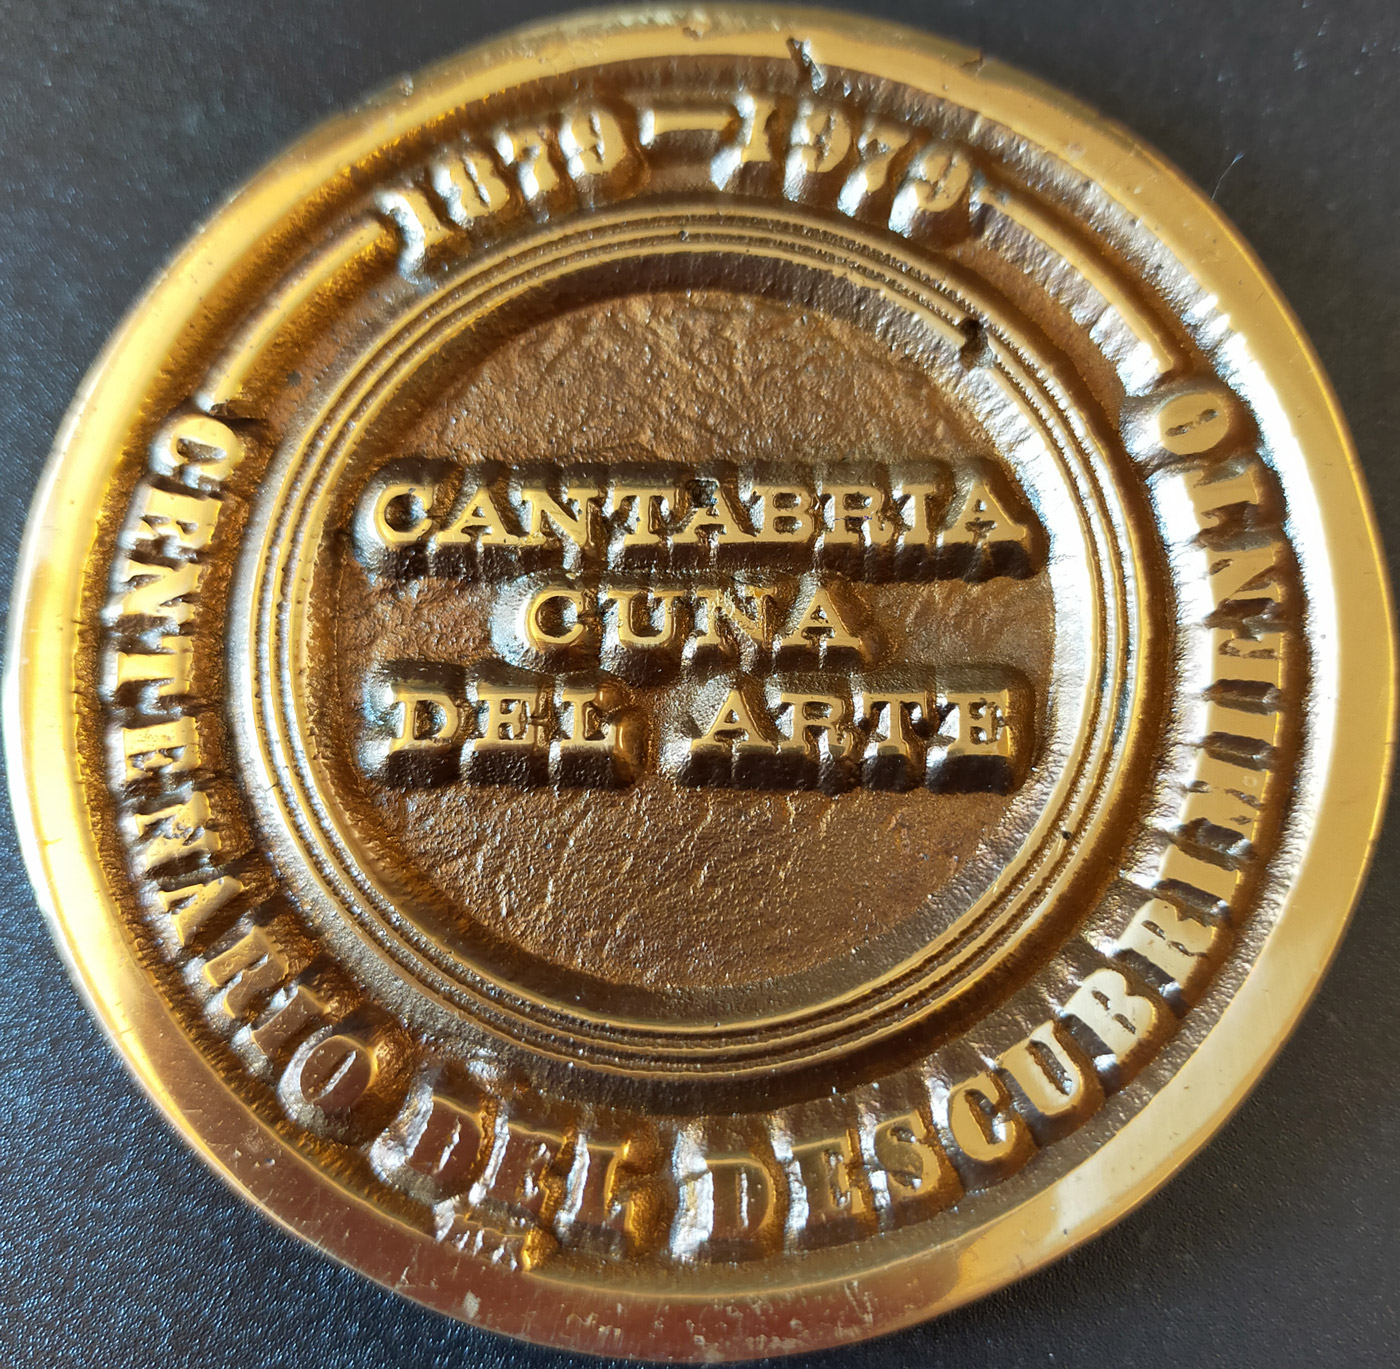 1879—1979
CENTENARIO DEL DESCUBRIMIENTO
CANTABRIA
CUNA
DEL ARTE